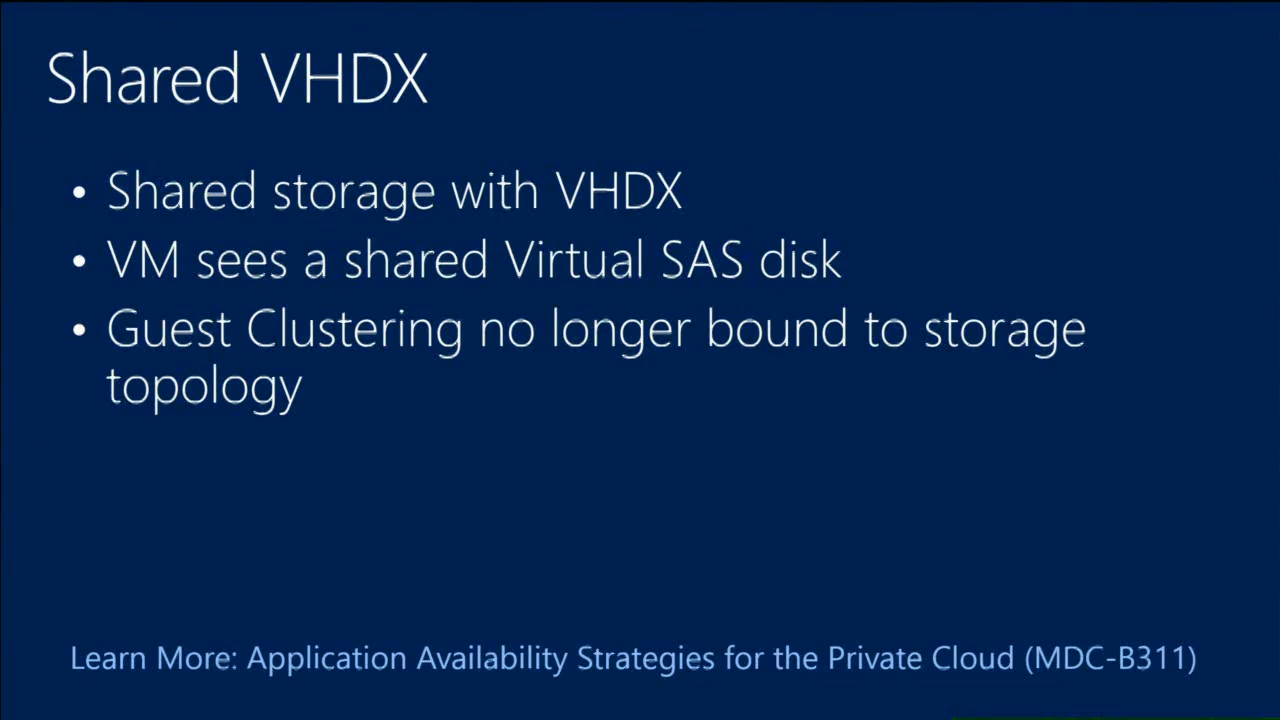 Shared VHDX
• Shared storage with VHDX
• VM sees a shared Virtual SAS disk
• Guest Clustering no longer bound to storage
topology
Learn More: Application Availability Strategies for the Private Cloud (MDC-B311)